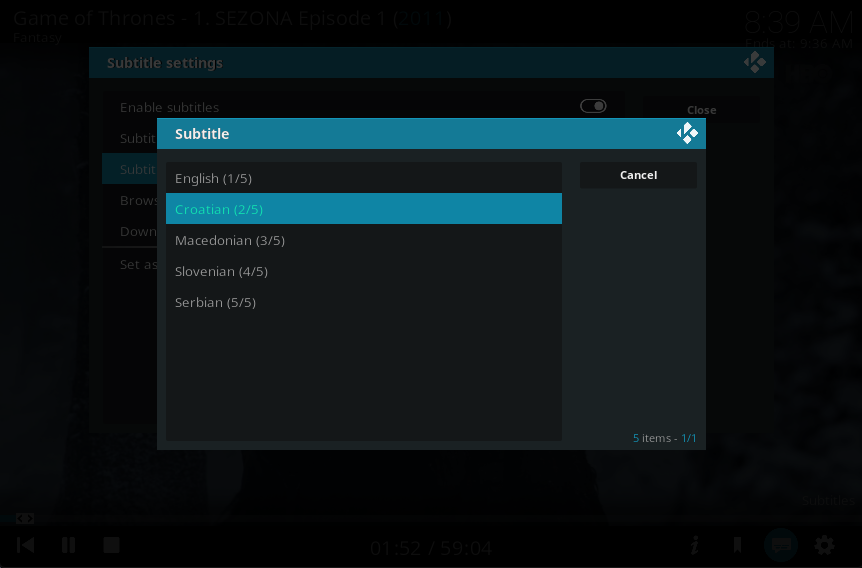 Game of Thrones - 1. SEZONA Episode 1 (2011)
8:39 AM
Fantasy
Ends at: 9:36 AM
Subtitle settings
Enable subtitles
Close
Subtit
Subtitle
Subtit
English (1/5)
Cancel
Brows
Croatian (2/5)
Down
Macedonian (3/5)
Set as
Slovenian (4/5)
Serbian (5/5)
5 items - 1/1
Subtitles
01:52 / 59:04